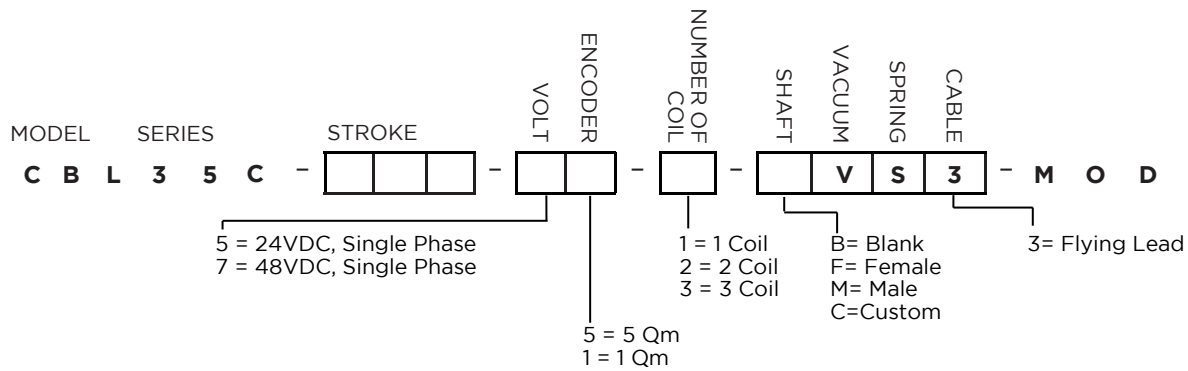 VOLT
ENCODER
NUMBER OF
COIL
SHAFT
VACUUM
SPRING
CABLE
MODEL SERIES STROKE
C B L 3 5 C - - - - V S 3 - M O D
5 = 24VDC, Single Phase
7 = 48VDC, Single Phase
5 = 5 Qm
1 = 1 Qm
1 = 1 Coil
2 = 2 Coil
3 = 3 Coil
B= Blank
F= Female
M= Male
C=Custom
3= Flying Lead